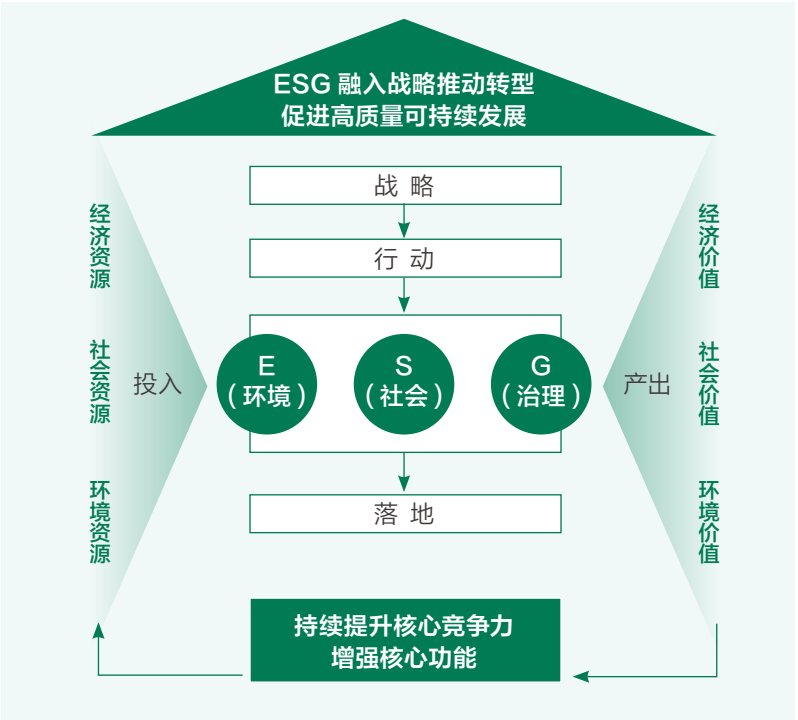 ESG 融入战略推动转型
促进高质量可持续发展
战 略
行 动
经济资源
社会资源
环境资源
投入
E
（环境）
S
（社会）
G
（治理）
产出
经济价值
社会价值
环境价值
落 地
持续提升核心竞争力
增强核心功能